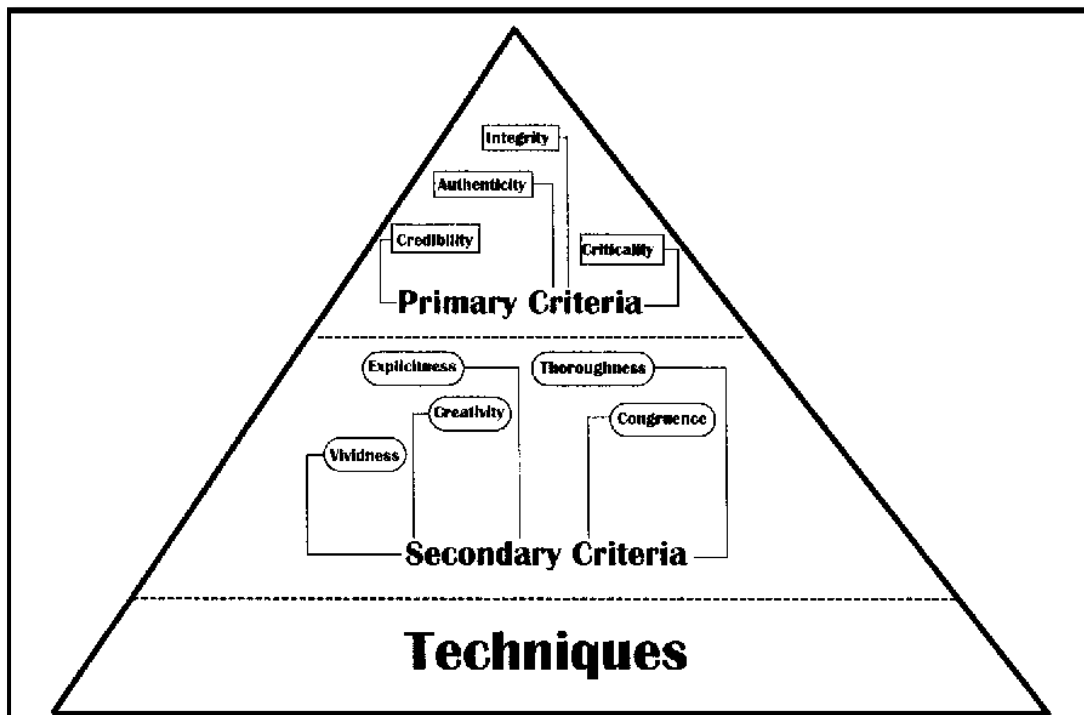 Integrity
Authenticity
Credibility
Criticality
Primary Criteria
Explicitness
Thoroughness
Creativity
Congruence
Vividness
Secondary Criteria
Techniques